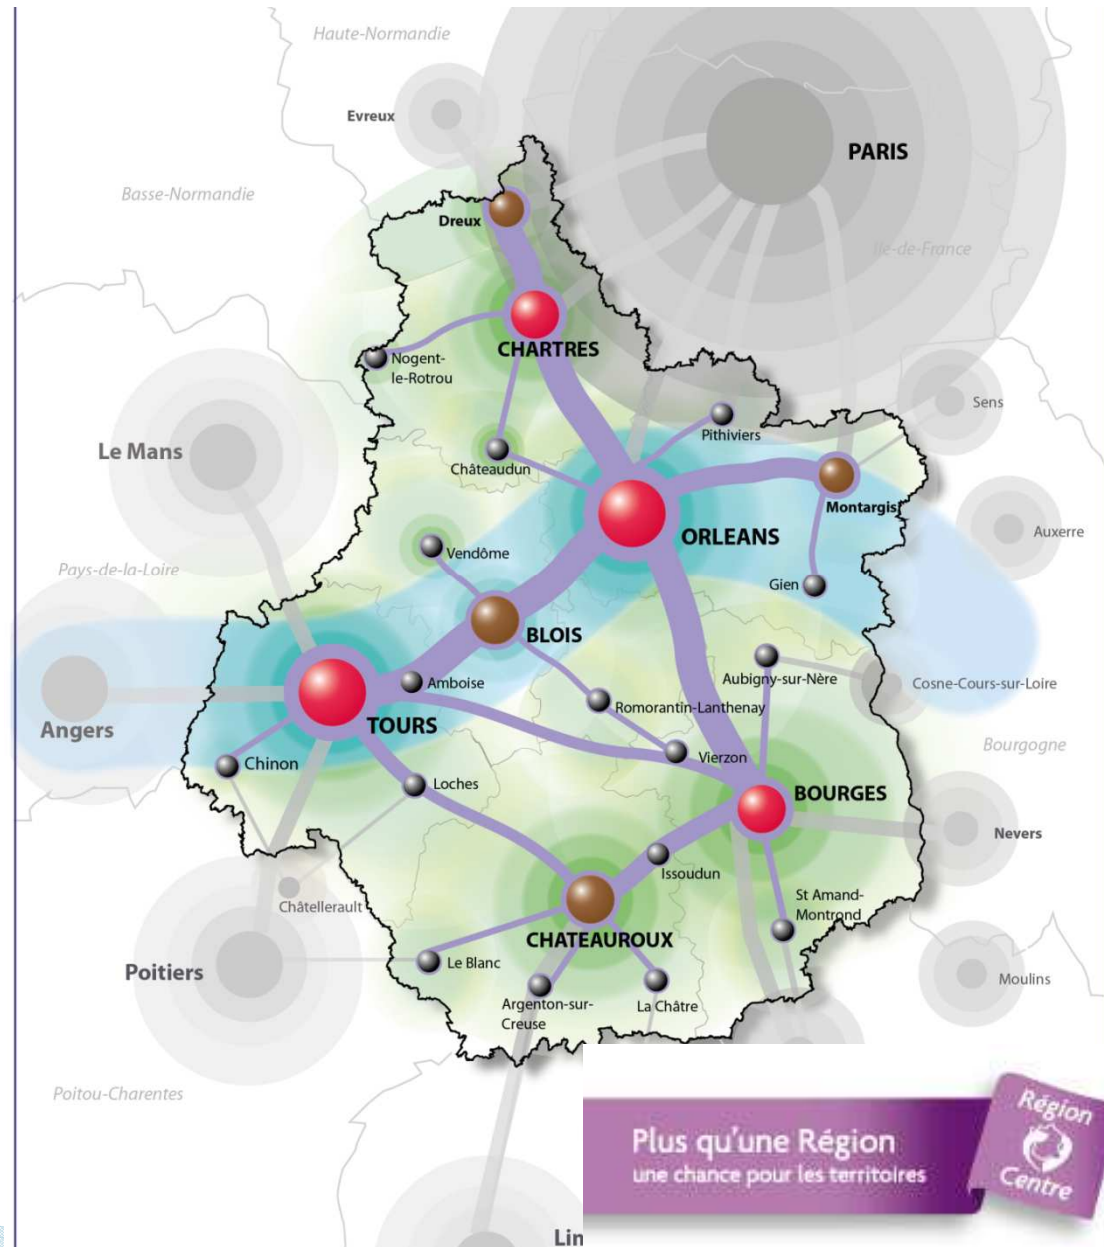 Haute-Normandie
Evreux
PARIS
Basse-Normandie
Dreux
Ile-de-France
CHARTRES
Nogent-
le-Rotrou
Sens
Pithiviers
Le Mans
Châteaudun
Montargis
ORLEANS
Auxerre
Vendôme
Pays-de-la-Loire
Gien
BLOIS
Aubigny-sur-Nère
Amboise
Cosne-Cours-sur-Loire
Romorantin-Lanthenay
TOURS
Angers
Bourgogne
Vierzon
Chinon
Loches
BOURGES
Nevers
Issoudun
Châtellerault
St Amand-
Montrond
CHATEAUROUX
Le Blanc
Poitiers
Moulins
Argenton-sur-
Creuse
La Châtre
Poitou-Charentes
Plus qu'une Région
une chance pour les territoires
Région
Centre
Lin